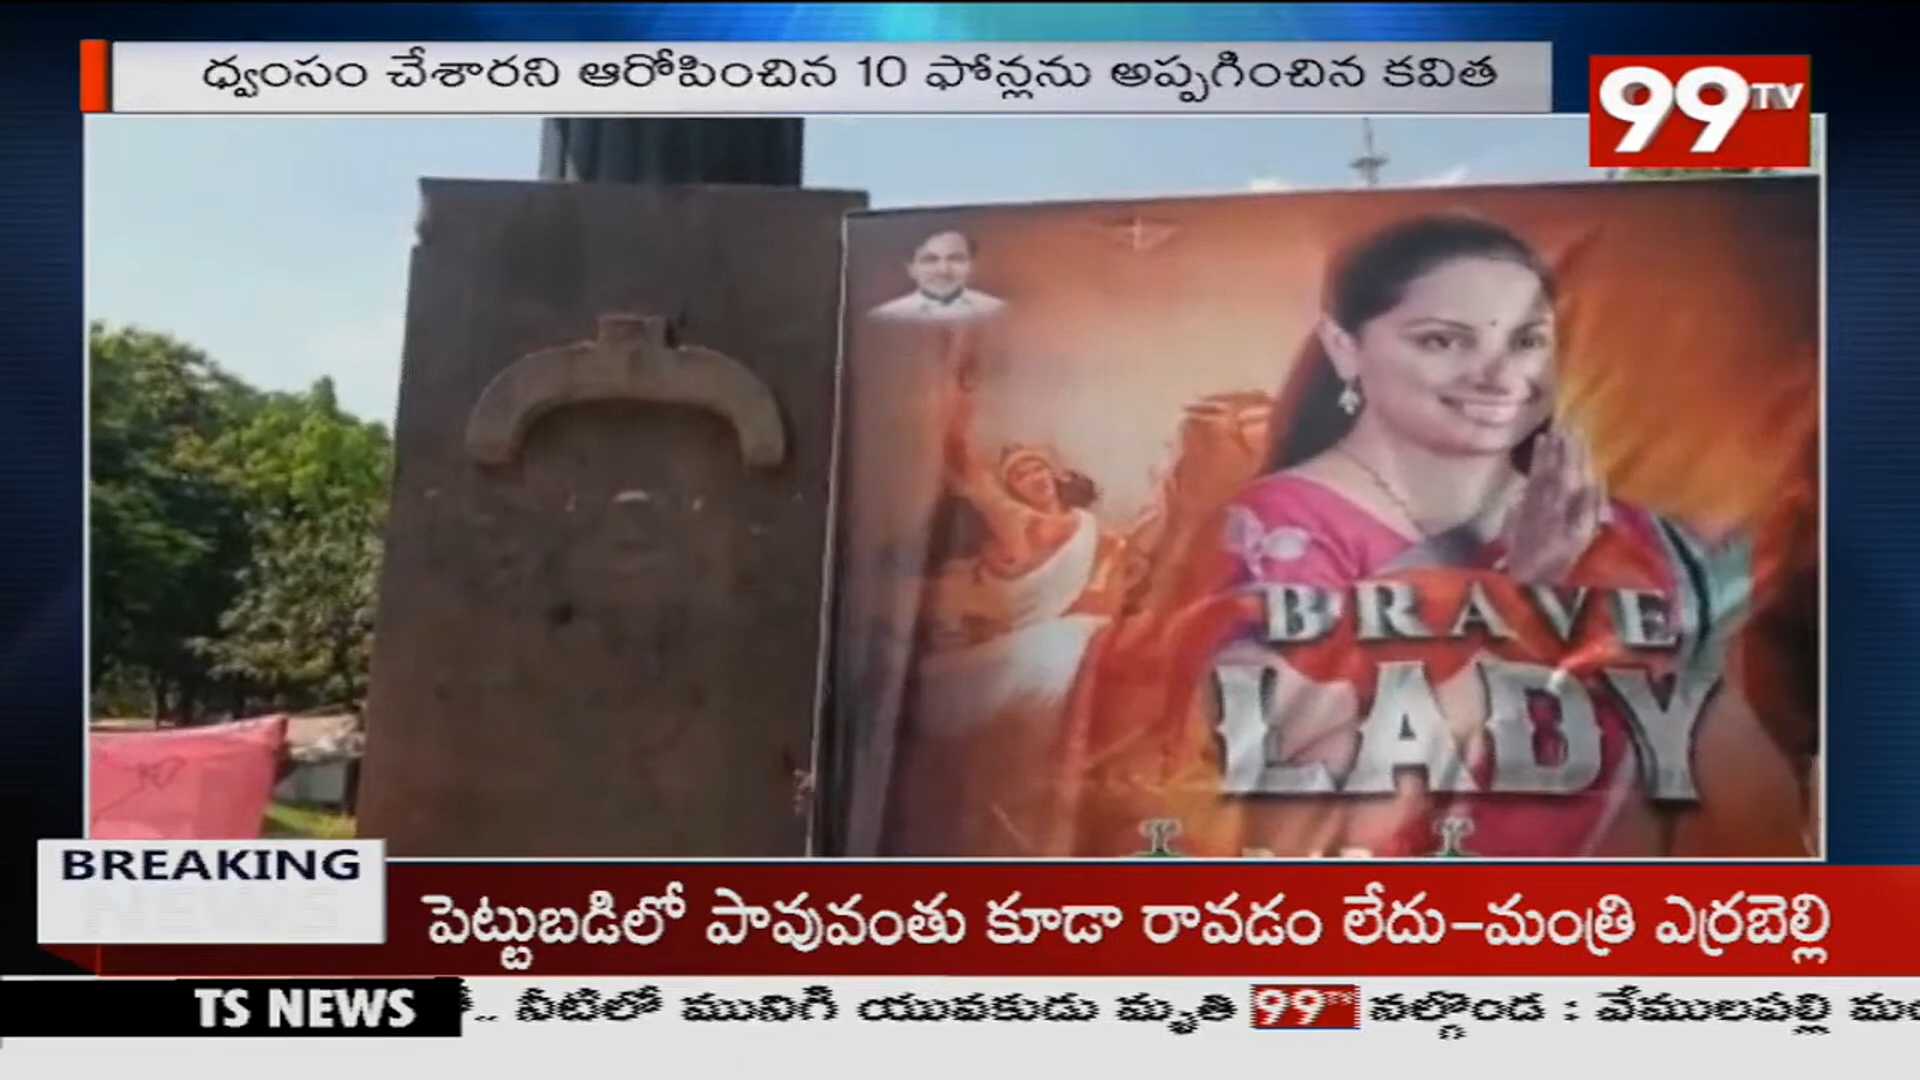 ధ్వంసం చేశారని ఆరోపించిన 10 ఫోన్లను అప్పగించిన కవిత
99TV
BRAVE
LADY
BREAKING
NEWS
పెట్టుబడిలో పావువంతు కూడా రావడం లేదు-మంత్రి ఎర్రబెల్లి
TS NEWS
.. నీటిలో మునిగి యువకుడు మృతి 99TV నల్గొండ : వేములపల్లి